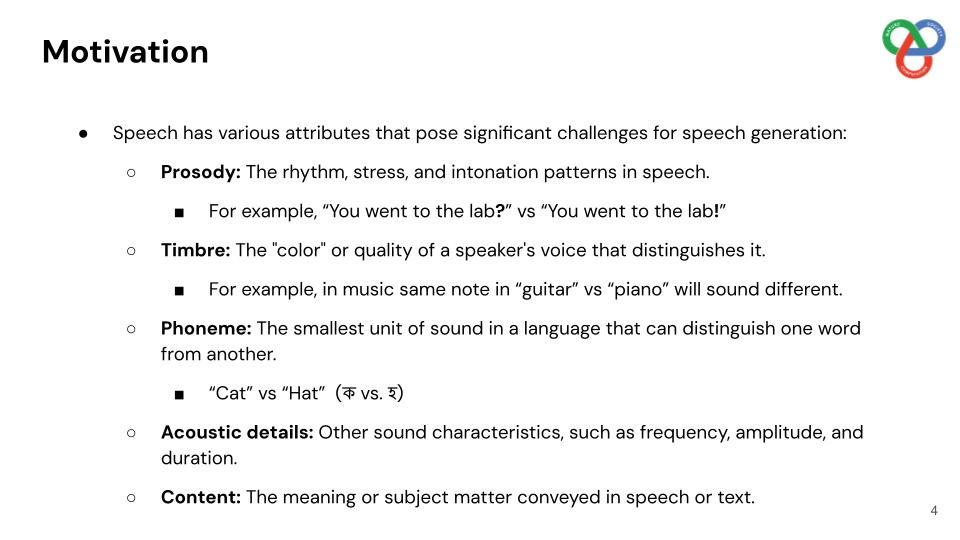 Motivation
NATURE SOCIETY COMPUTATION
● Speech has various attributes that pose significant challenges for speech generation:
○ Prosody: The rhythm, stress, and intonation patterns in speech.
■ For example, “You went to the lab?” vs “You went to the lab!”
○ Timbre: The "color" or quality of a speaker's voice that distinguishes it.
■ For example, in music same note in “guitar” vs “piano” will sound different.
○ Phoneme: The smallest unit of sound in a language that can distinguish one word
from another.
■ “Cat” vs “Hat” (ক vs. হ)
○ Acoustic details: Other sound characteristics, such as frequency, amplitude, and
duration.
○ Content: The meaning or subject matter conveyed in speech or text.
4